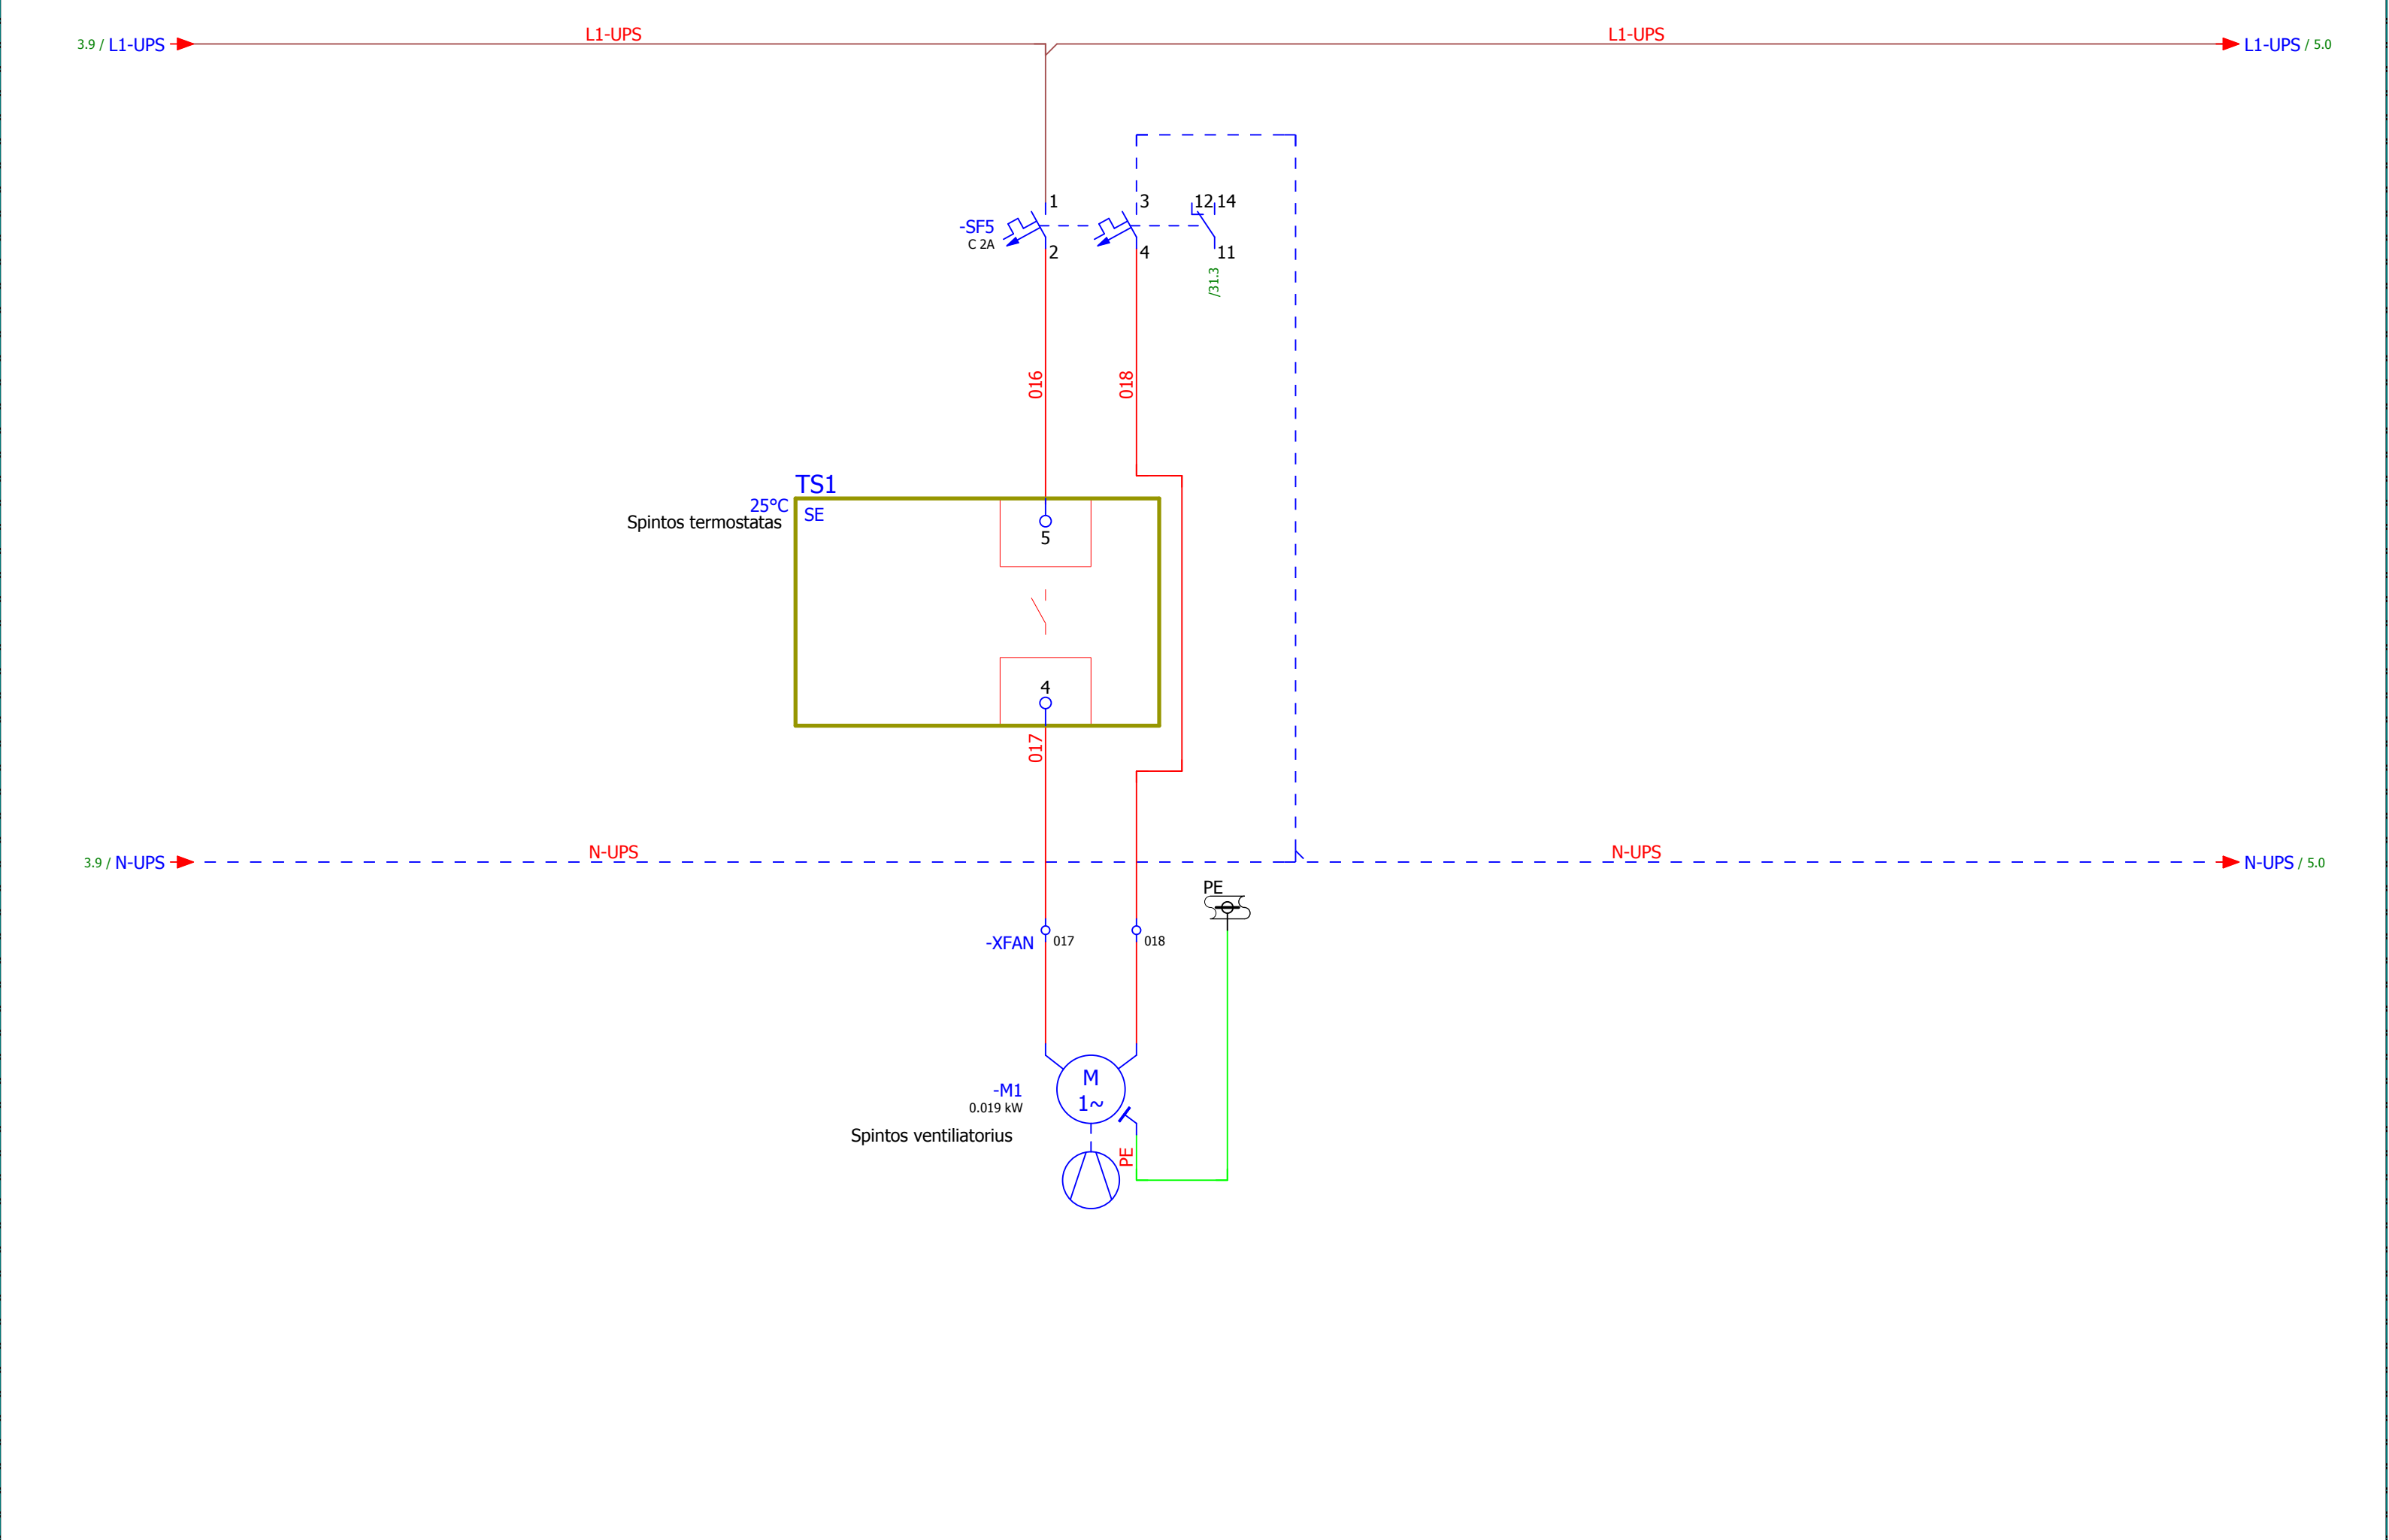 L1-UPS
L1-UPS
3.9 / L1-UPS
L1-UPS / 5.0
1
3
12 14
-SF5
C 2A
2
4
11
/31.3
016
018
TS1
25°C
SE
Spintos termostatas
5
4
017
N-UPS
N-UPS
3.9 / N-UPS
N-UPS / 5.0
PE
-XFAN
017
018
M
1~
-M1
0.019 kW
Spintos ventiliatorius
PE